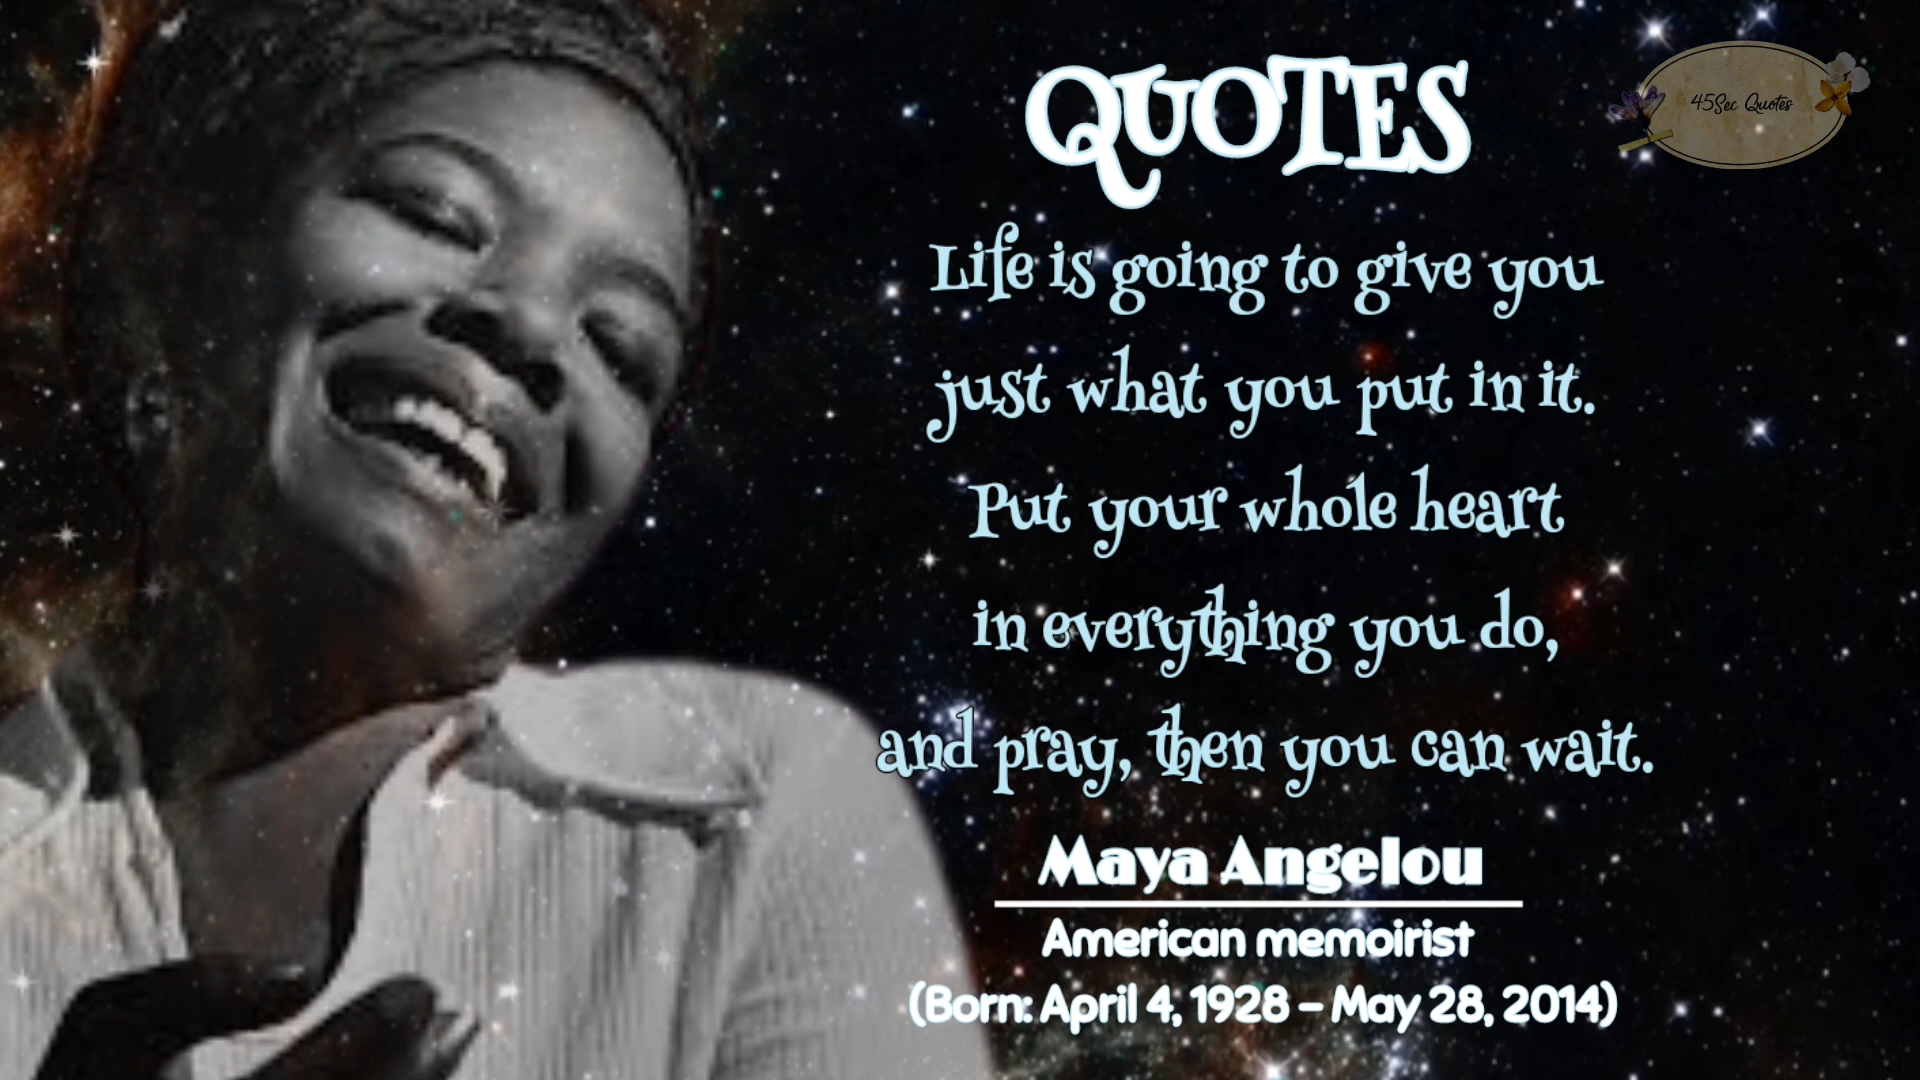 QUOTES
45Sec Quotes
Life is going to give you
just what you put in it.
Put your whole heart
in everything you do,
and pray, then you can wait.
Maya Angelou
American memoirist
(Born: April 4, 1928 – May 28, 2014)